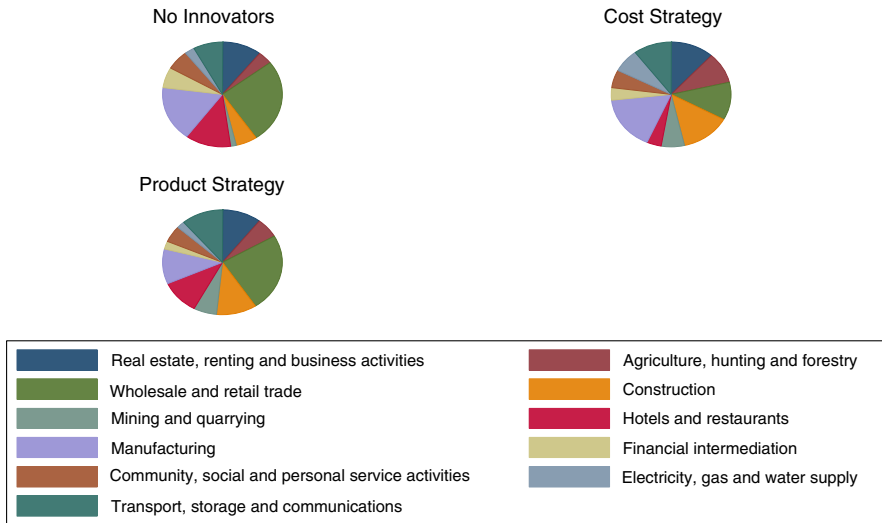 No Innovators
Cost Strategy
Product Strategy
Real estate, renting and business activities
Agriculture, hunting and forestry
Wholesale and retail trade
Construction
Mining and quarrying
Hotels and restaurants
Manufacturing
Financial intermediation
Community, social and personal service activities
Electricity, gas and water supply
Transport, storage and communications